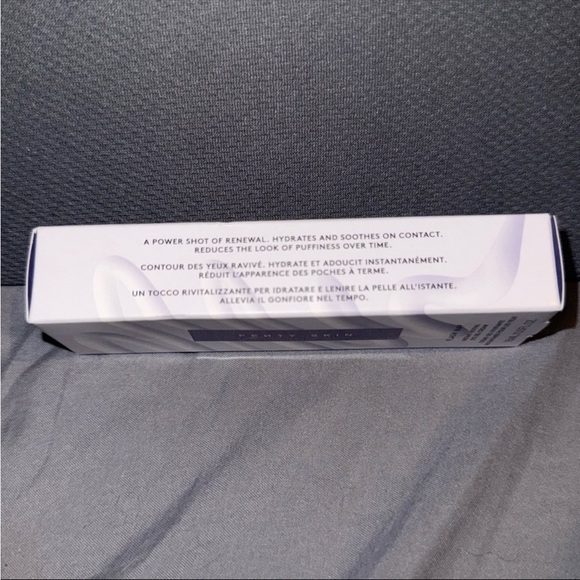 A POWER SHOT OF RENEWAL. HYDRATES AND SOOTHES ON CONTACT.
REDUCES THE LOOK OF PUFFINESS OVER TIME.
CONTOUR DES YEUX RAVIVÉ. HYDRATE ET ADOUCIT INSTANTANÉMENT.
RÉDUIT L'APPARENCE DES POCHES À TERME.
UN TOCCO RIVITALIZZANTE PER IDRATARE E LENIRE LA PELLE ALL'ISTANTE.
ALLEVIA IL GONFIORE NEL TEMPO.
FENTY SKIN